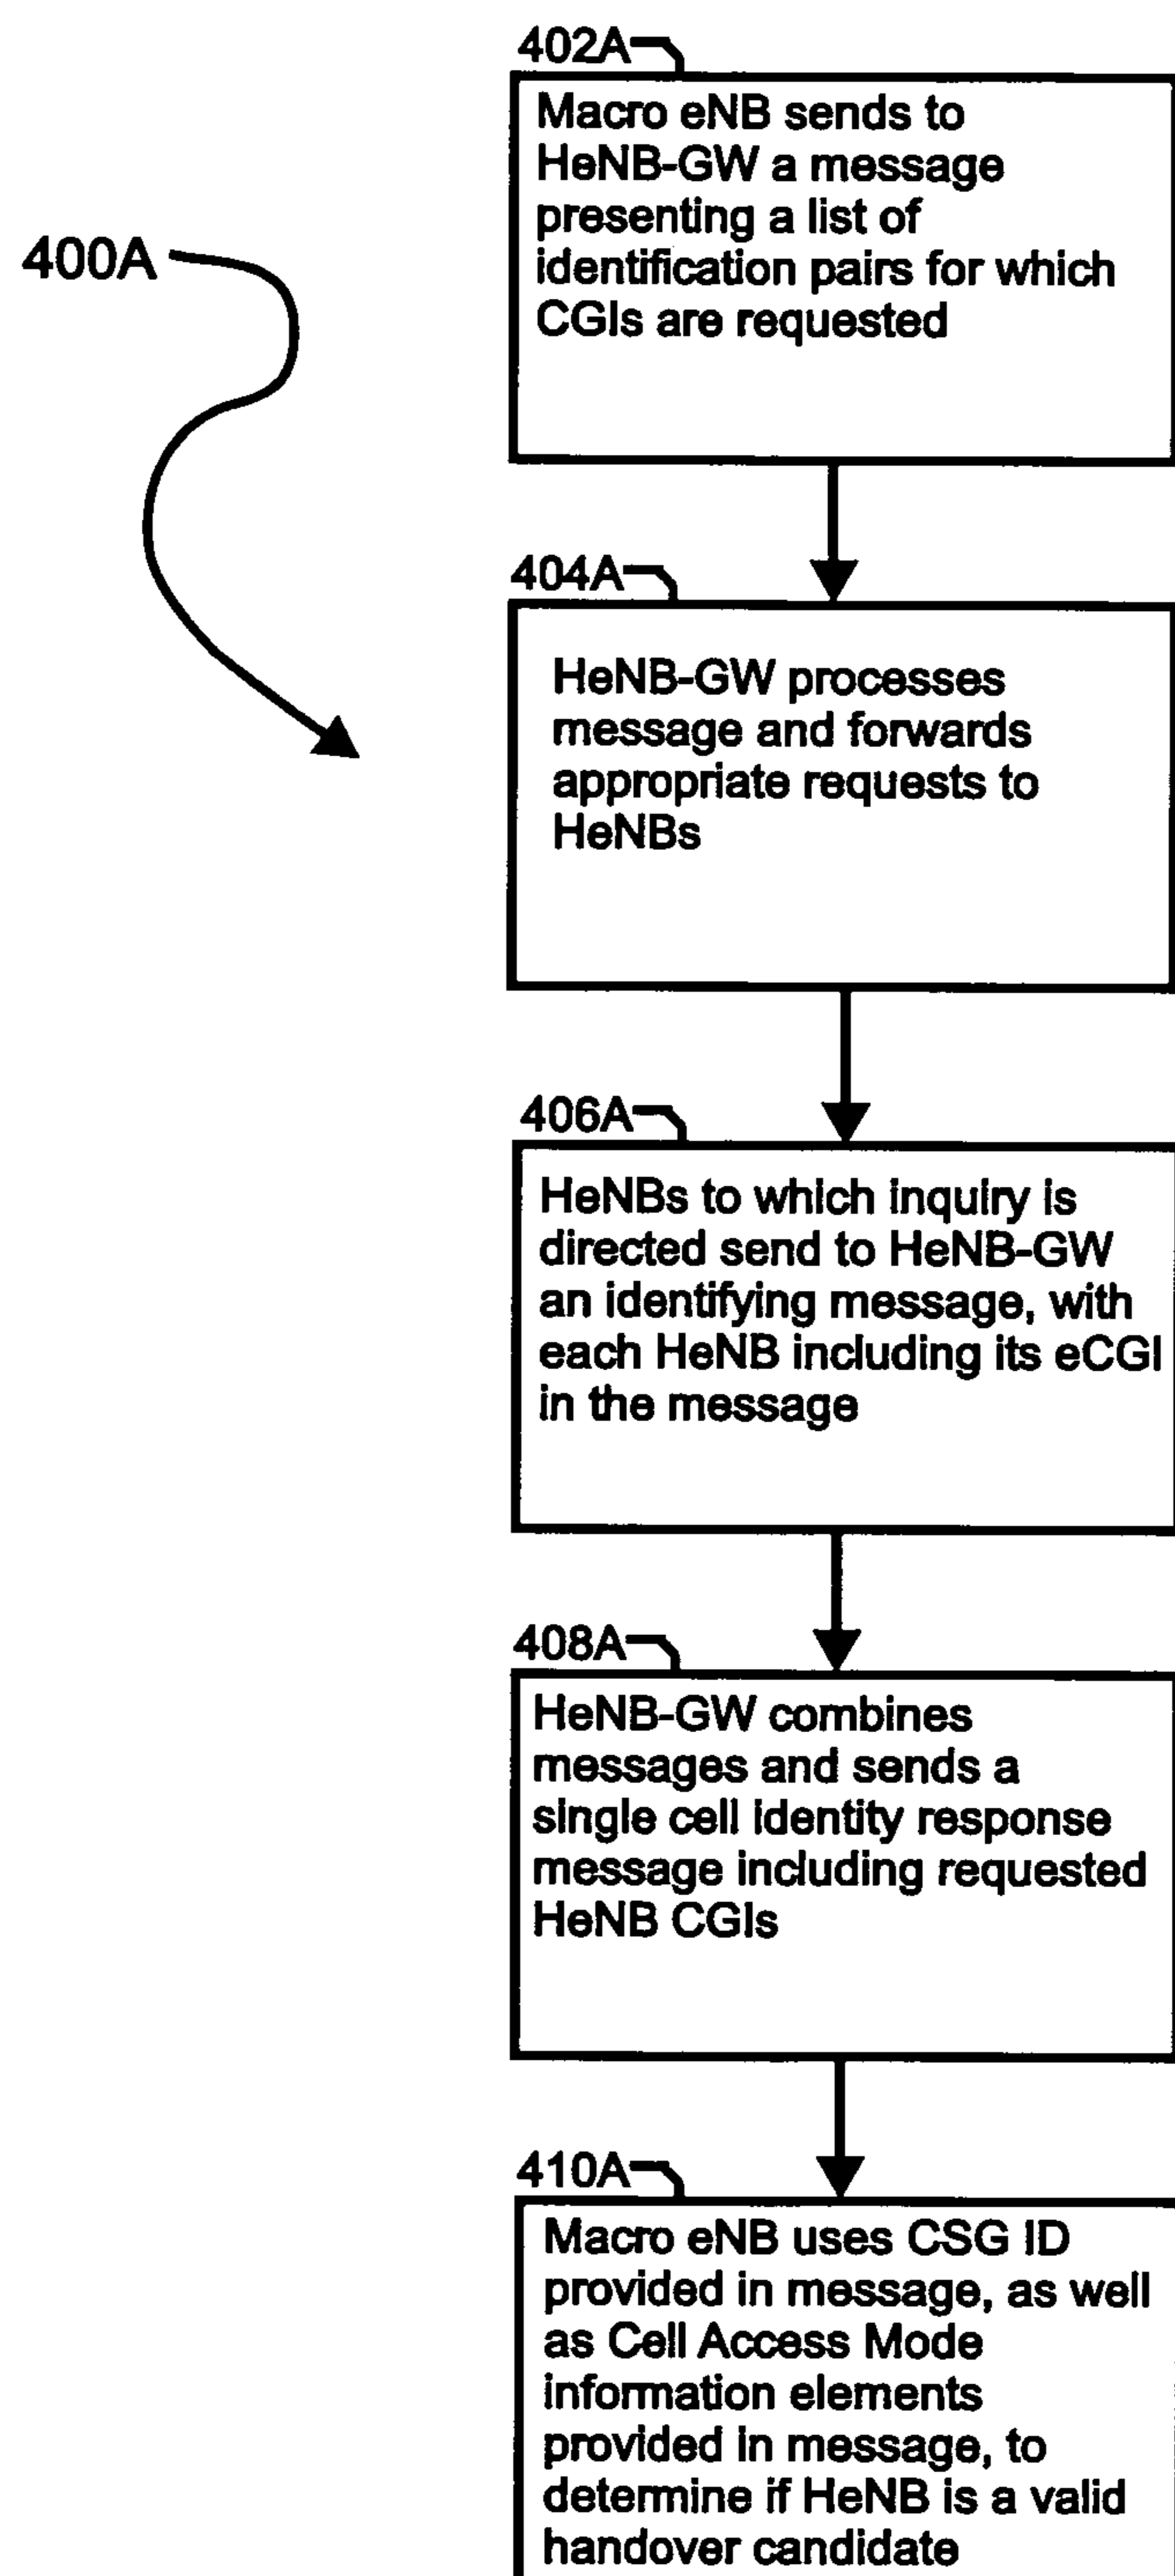 402A
Macro eNB sends to
HeNB-GW a message
presenting a list of
identification pairs for which
CGIs are requested
400A
404A
HeNB-GW processes
message and forwards
appropriate requests to
HeNBs
406A
HeNBs to which inquiry is
directed send to HeNB-GW
an identifying message, with
each HeNB including its eCGI
in the message
408A
HeNB-GW combines
messages and sends a
single cell identity response
message including requested
HeNB CGIs
410A
Macro eNB uses CSG ID
provided in message, as well
as Cell Access Mode
information elements
provided in message, to
determine if HeNB is a valid
handover candidate